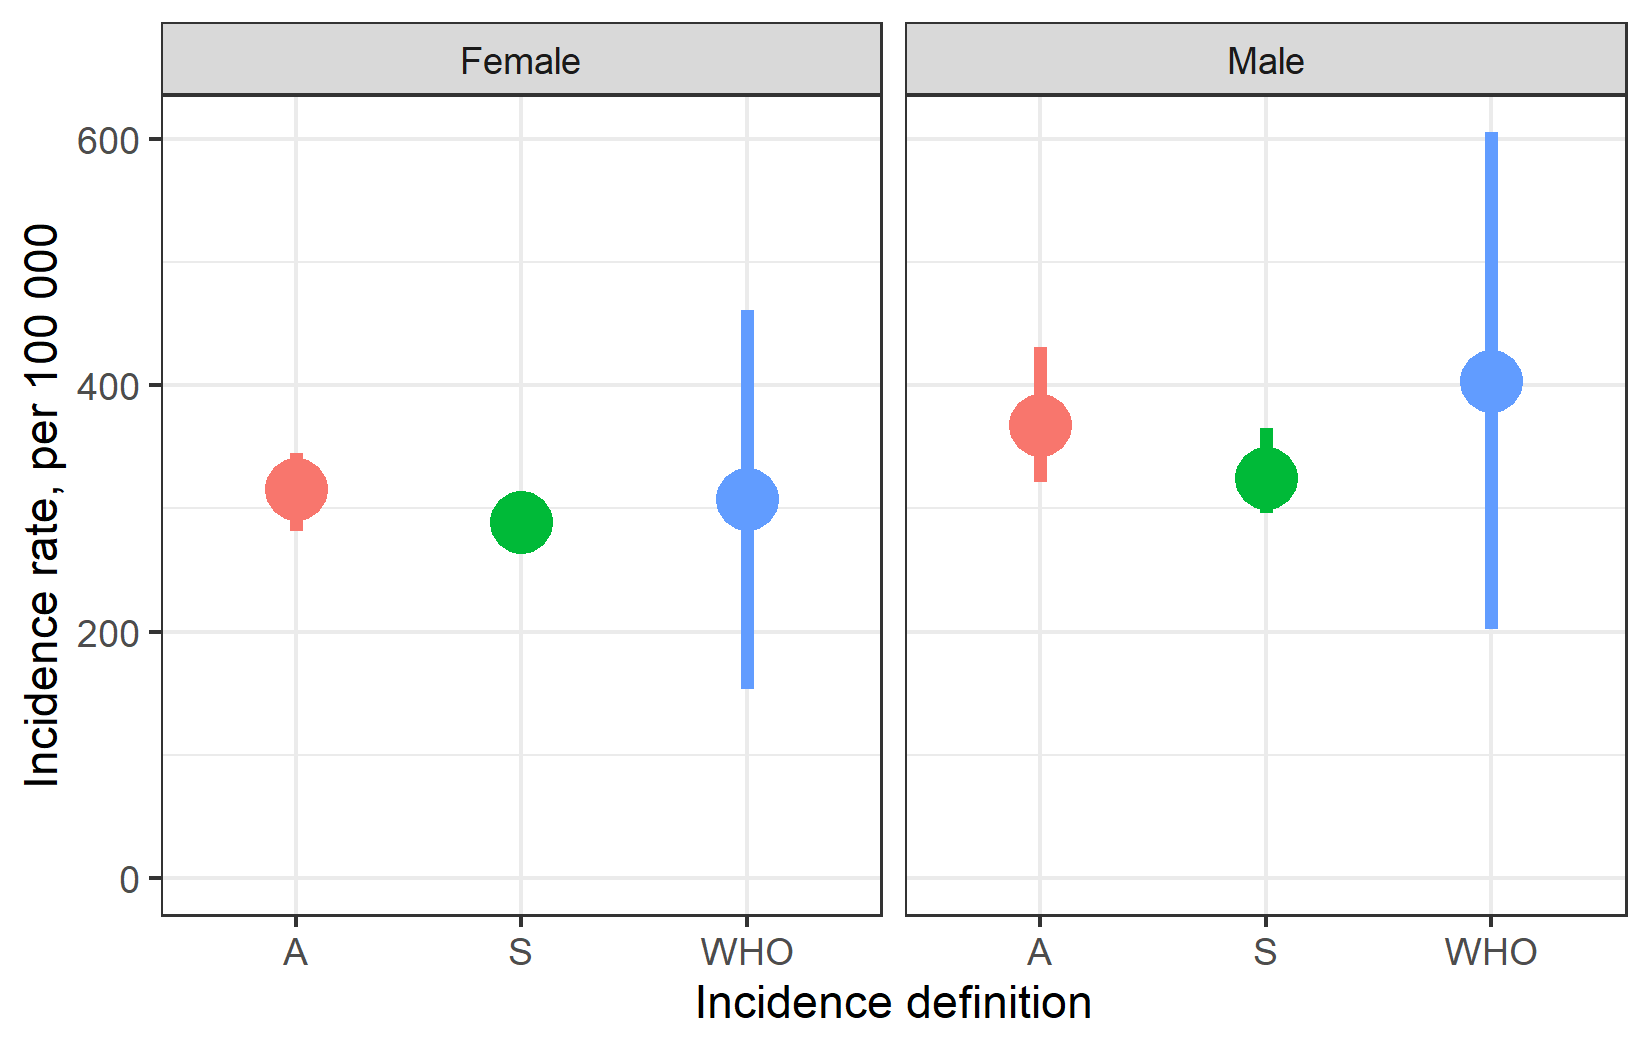 Female
Male
Incidence rate, per 100 000
600
400
200
0
A
S
WHO
A
S
WHO
Incidence definition